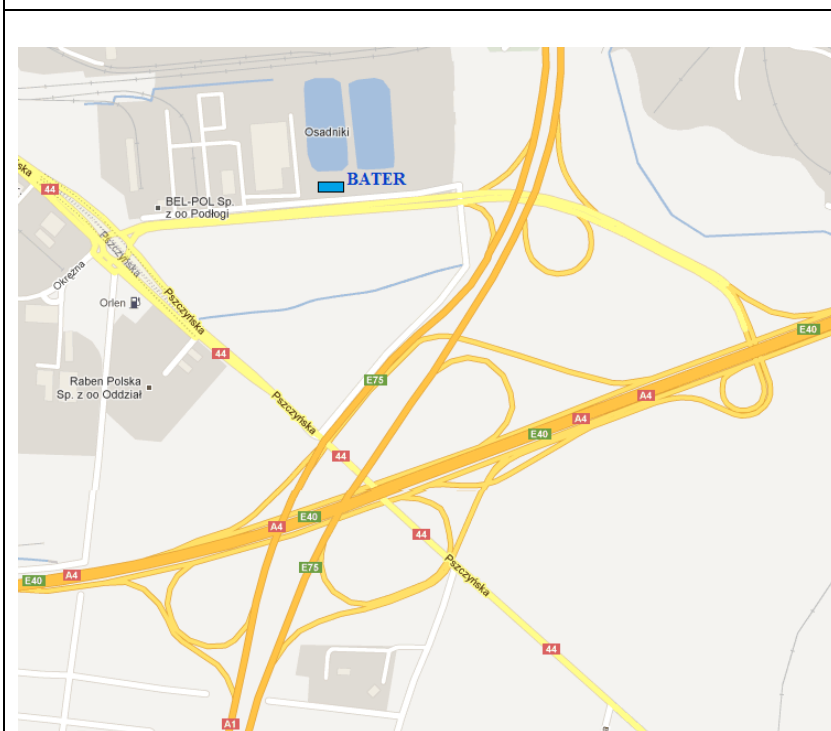 Osadniki
ska
44
BATER
BEL-POL Sp.
z oo Podłogi
Pszczyńska
Okrężna
Orlen
Pszczyńska
E40
44
E75
Raben Polska
Sp. z oo Oddział
A4
Pszczyńska
A4
E40
44
E40
A4
44
E75
Pszczyńska
A4
E40
44
A1